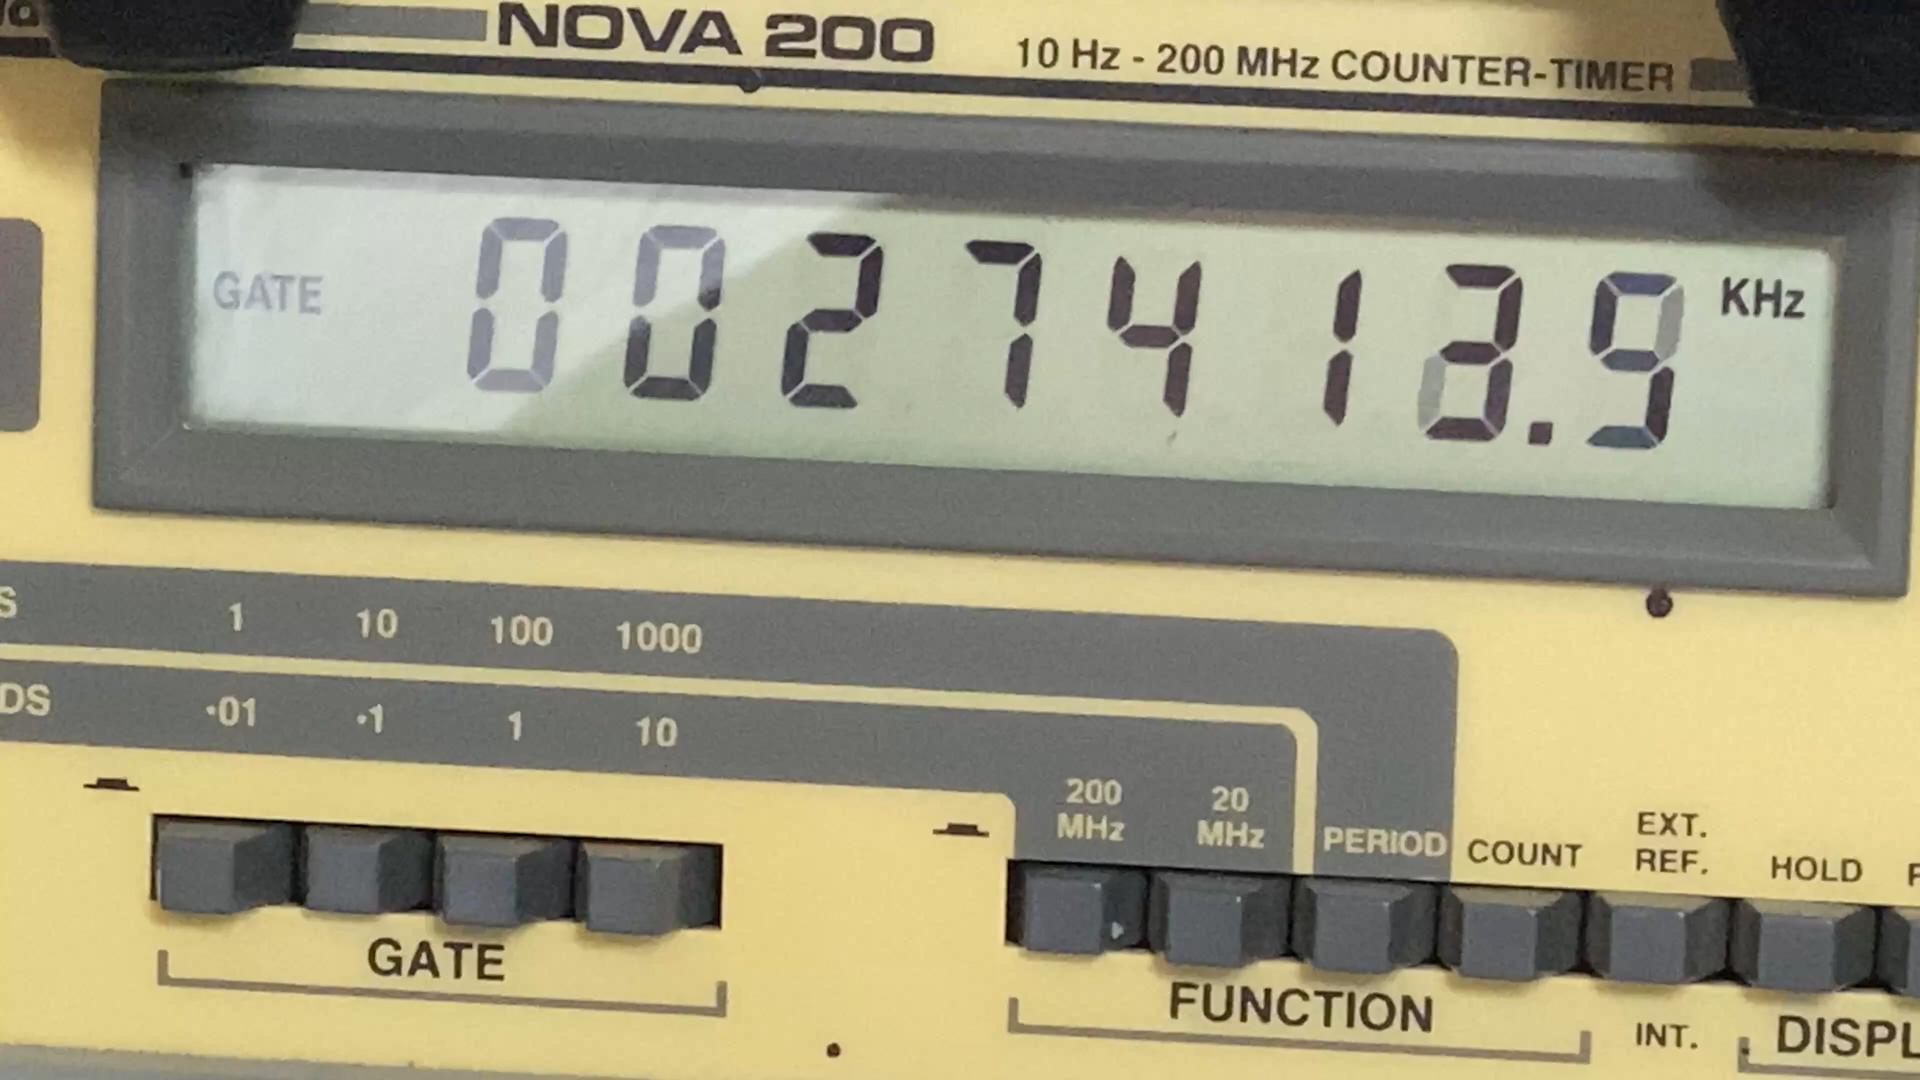 NOVA 200 10 Hz - 200 MHz COUNTER-TIMER
GATE 0027413.9 KHz
S 1 10 100 1000
DS ·01 ·1 1 10
200 MHz
20 MHz
PERIOD
COUNT
EXT. REF.
HOLD
GATE
FUNCTION
INT.
DISPL